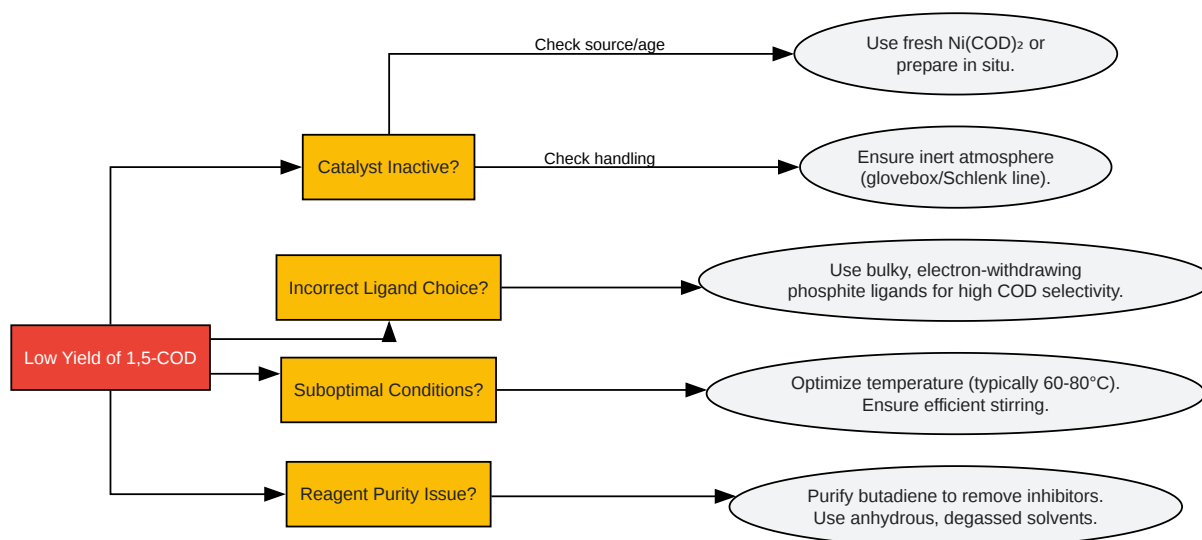 Check source/age
Use fresh Ni(COD)₂ or
prepare in situ.
Catalyst Inactive?
Check handling
Ensure inert atmosphere
(glovebox/Schlenk line).
Incorrect Ligand Choice?
Use bulky, electron-withdrawing
phosphite ligands for high COD selectivity.
Low Yield of 1,5-COD
Suboptimal Conditions?
Optimize temperature (typically 60-80°C).
Ensure efficient stirring.
Reagent Purity Issue?
Purify butadiene to remove inhibitors.
Use anhydrous, degassed solvents.